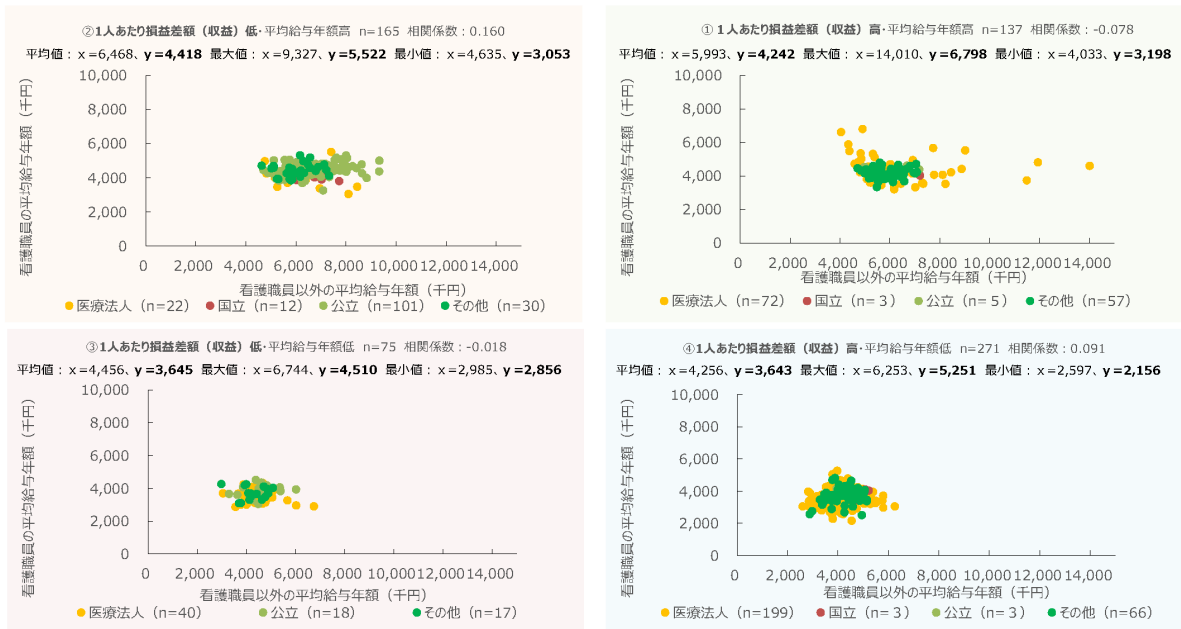 ②1人あたり損益差額（収益）低･平均給与年額高 n=165 相関係数：0.160
平均値： x＝6,468、y＝4,418 最大値： x＝9,327、y＝5,522 最小値： x＝4,635、y＝3,053
看護職員の平均給与年額（千円）
10,000
8,000
6,000
4,000
2,000
0
0 2,000 4,000 6,000 8,000 10,000 12,000 14,000
看護職員以外の平均給与年額（千円）
医療法人（n=22） 国立（n=12） 公立（n=101） その他（n=30）
① 1人あたり損益差額（収益）高･平均給与年額高 n=137 相関係数：-0.078
平均値： x＝5,993、y＝4,242 最大値： x＝14,010、y＝6,798 最小値： x＝4,033、y＝3,198
看護職員の平均給与年額（千円）
10,000
8,000
6,000
4,000
2,000
0
0 2,000 4,000 6,000 8,000 10,000 12,000 14,000
看護職員以外の平均給与年額（千円）
医療法人（n=72） 国立（n=３） 公立（n=５） その他（n=57）
③1人あたり損益差額（収益）低･平均給与年額低 n=75 相関係数：-0.018
平均値： x＝4,456、y＝3,645 最大値： x＝6,744、y＝4,510 最小値： x＝2,985、y＝2,856
看護職員の平均給与年額（千円）
10,000
8,000
6,000
4,000
2,000
0
0 2,000 4,000 6,000 8,000 10,000 12,000 14,000
看護職員以外の平均給与年額（千円）
医療法人（n=40） 公立（n=18） その他（n=17）
④1人あたり損益差額（収益）高･平均給与年額低 n=271 相関係数：0.091
平均値： x＝4,256、y＝3,643 最大値： x＝6,253、y＝5,251 最小値： x＝2,597、y＝2,156
看護職員の平均給与年額（千円）
10,000
8,000
6,000
4,000
2,000
0
0 2,000 4,000 6,000 8,000 10,000 12,000 14,000
看護職員以外の平均給与年額（千円）
医療法人（n=199） 国立（n=３） 公立（n=３） その他（n=66）